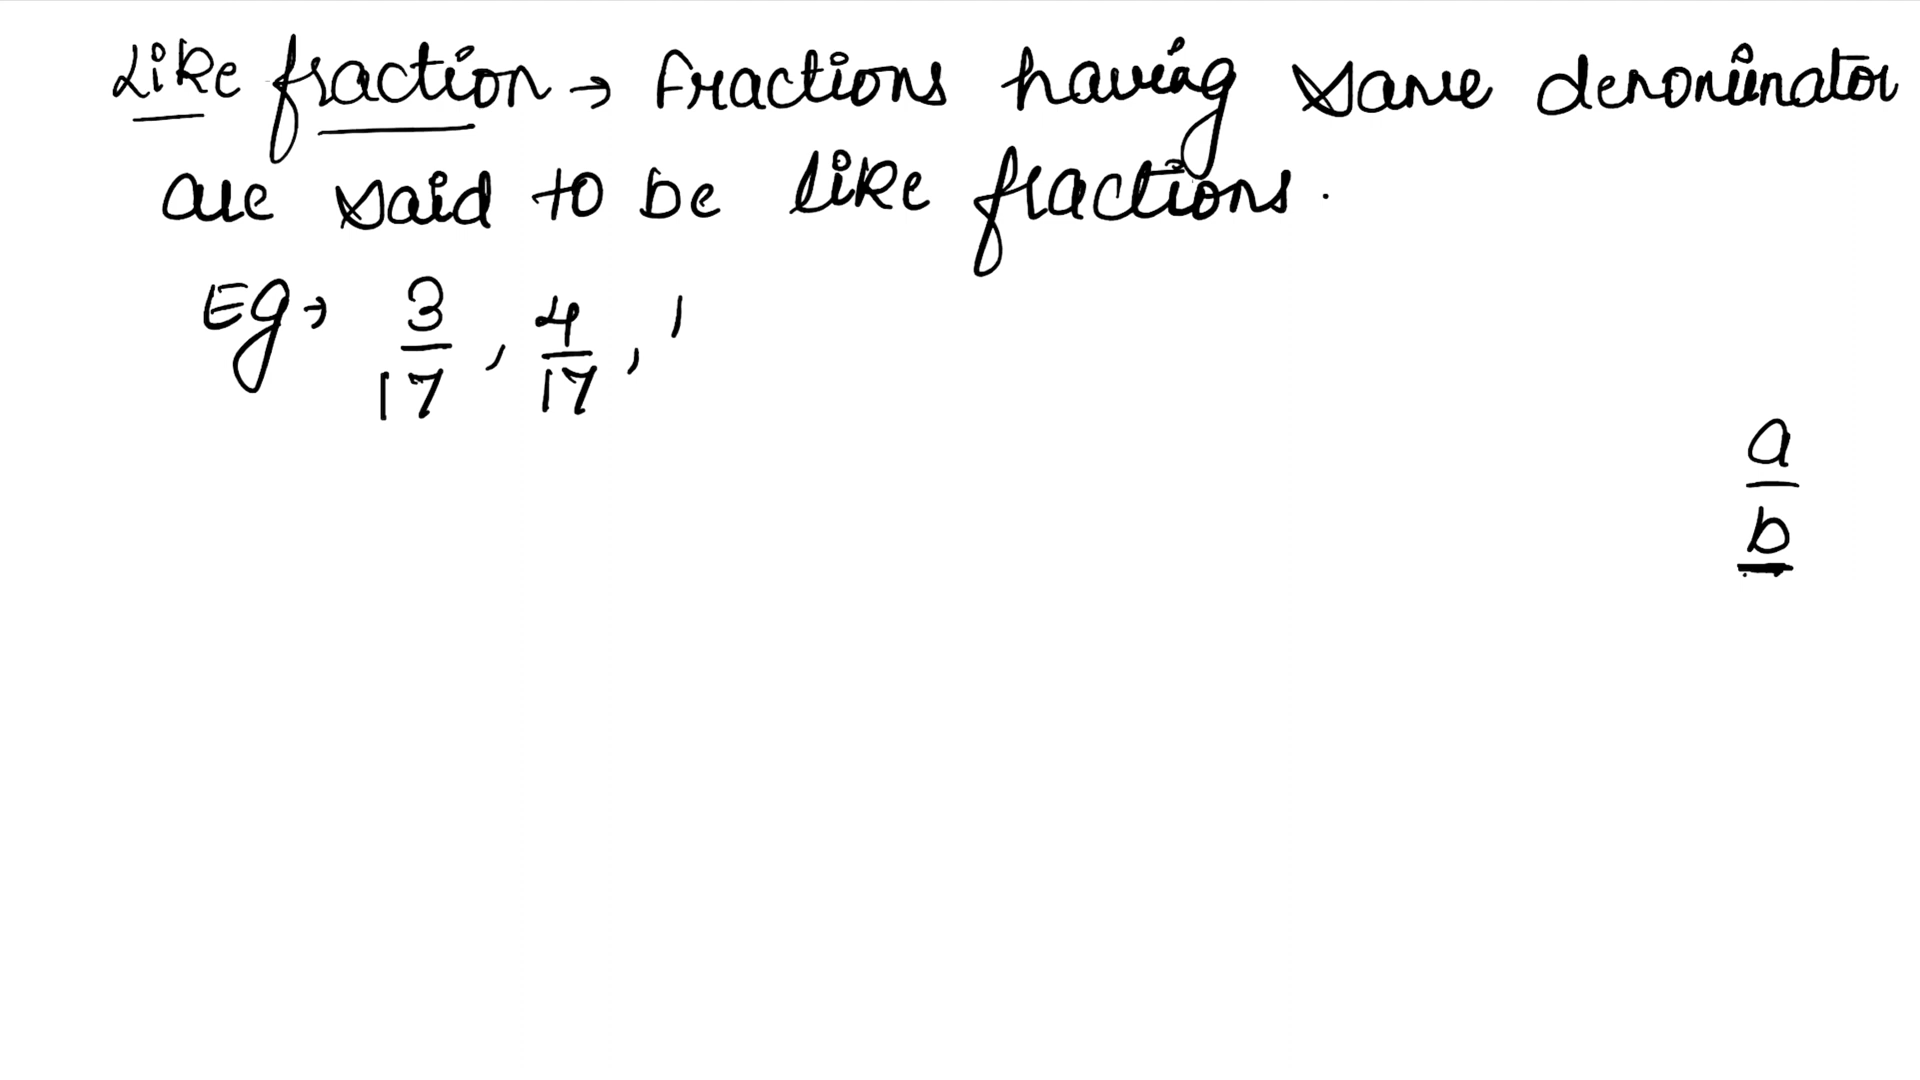 Like fraction → Fractions having same denominator
are said to be like fractions.
Eg → 3/17, 4/17, 1
a/b